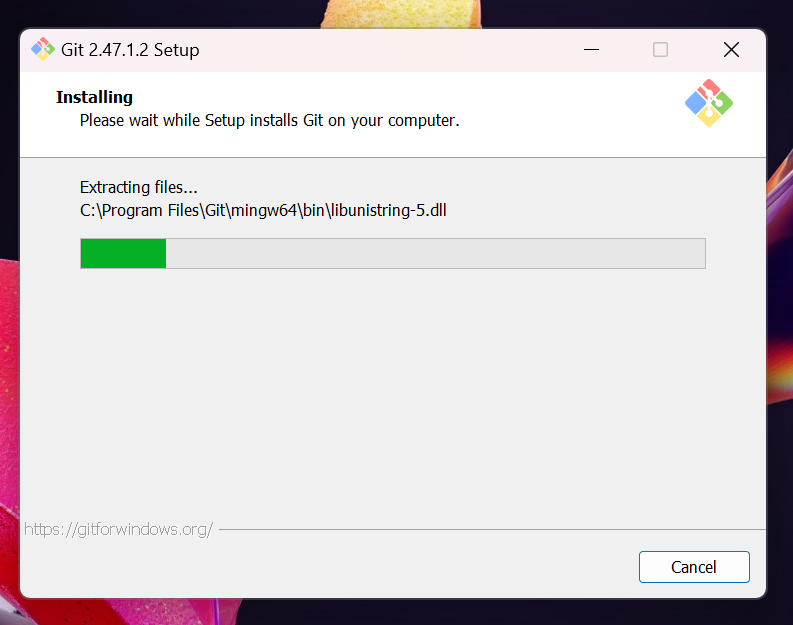 Git 2.47.1.2 Setup
Installing
Please wait while Setup installs Git on your computer.
Extracting files...
C:\Program Files\Git\mingw64\bin\libunistring-5.dll
https://gitforwindows.org/
Cancel